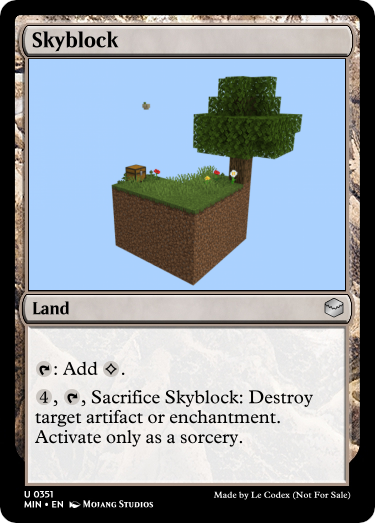 Skyblock
Land
: Add .
4, , Sacrifice Skyblock: Destroy
target artifact or enchantment.
Activate only as a sorcery.
U 0351
MIN • EN Mojang Studios
Made by Le Codex (Not For Sale)